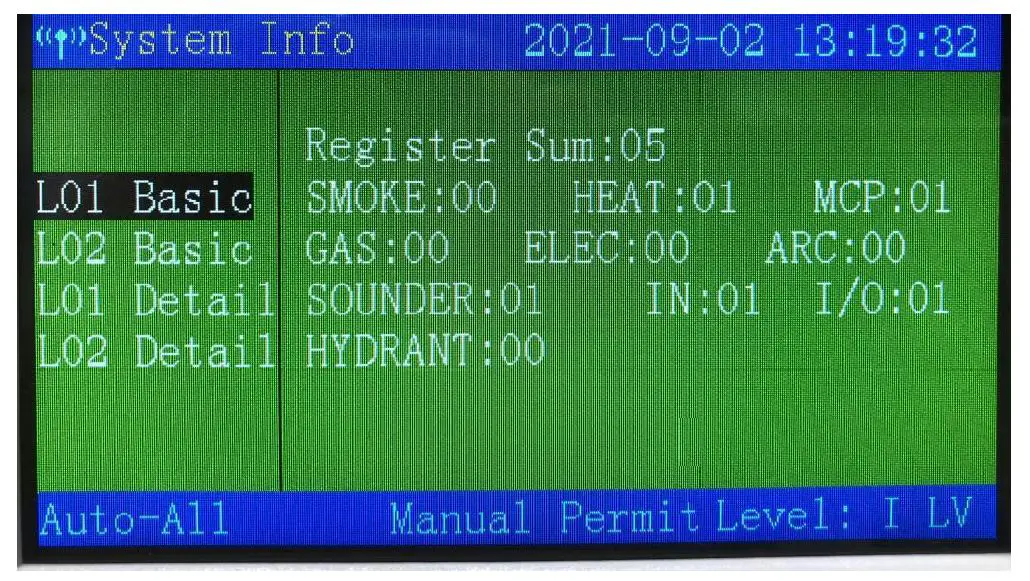 System Info 2021-09-02 13:19:32
Register Sum:05
L01 Basic SMOKE:00 HEAT:01 MCP:01
L02 Basic GAS:00 ELEC:00 ARC:00
L01 Detail SOUNDER:01 IN:01 I/O:01
L02 Detail HYDRANT:00
Auto-All Manual Permit Level: I LV